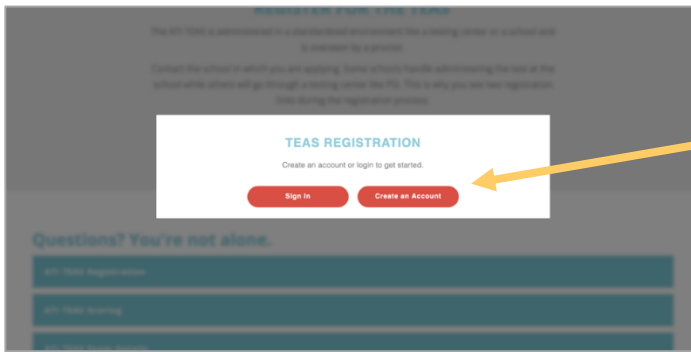 REGISTER FOR THE TEAS
The ATI TEAS is administered in a standardized environment like a testing center or a school and
is overseen by a proctor.
Contact the school in which you are applying. Some schools handle administering the test at the
school while others will go through a testing center like PSI. This is why you see two registration
lines during the registration process.
TEAS REGISTRATION
Create an account or login to get started.
Sign In
Create an Account
Questions? You're not alone.
ATI TEAS Registration
ATI TEAS Scoring